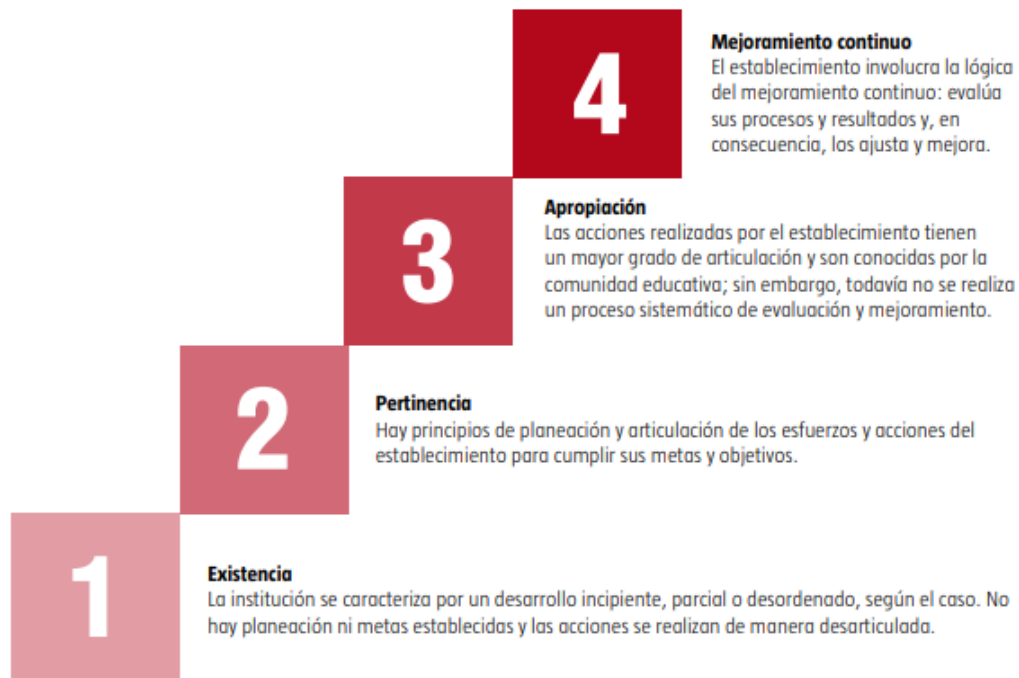 4
Mejoramiento continuo
El establecimiento involucra la lógica
del mejoramiento continuo: evalúa
sus procesos y resultados y, en
consecuencia, los ajusta y mejora.
3
Apropiación
Las acciones realizadas por el establecimiento tienen
un mayor grado de articulación y son conocidas por la
comunidad educativa; sin embargo, todavía no se realiza
un proceso sistemático de evaluación y mejoramiento.
2
Pertinencia
Hay principios de planeación y articulación de los esfuerzos y acciones del
establecimiento para cumplir sus metas y objetivos.
1
Existencia
La institución se caracteriza por un desarrollo incipiente, parcial o desordenado, según el caso. No
hay planeación ni metas establecidas y las acciones se realizan de manera desarticulada.